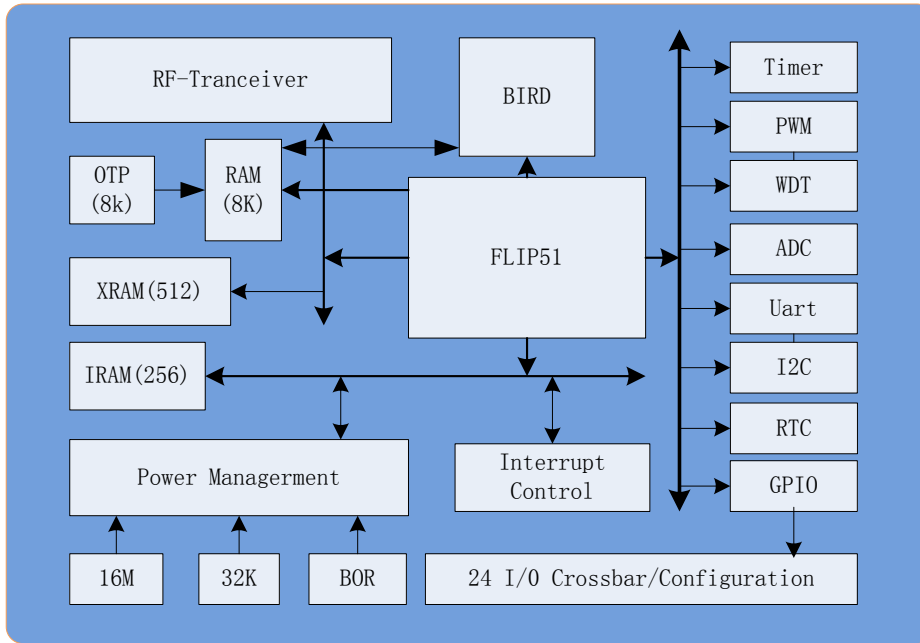 RF-Tranceiver
BIRD
OTP
(8k)
RAM
(8K)
FLIP51
XRAM(512)
IRAM(256)
Power Managerment
Interrupt
Control
16M
32K
BOR
Timer
PWM
WDT
ADC
Uart
I2C
RTC
GPIO
24 I/O Crossbar/Configuration